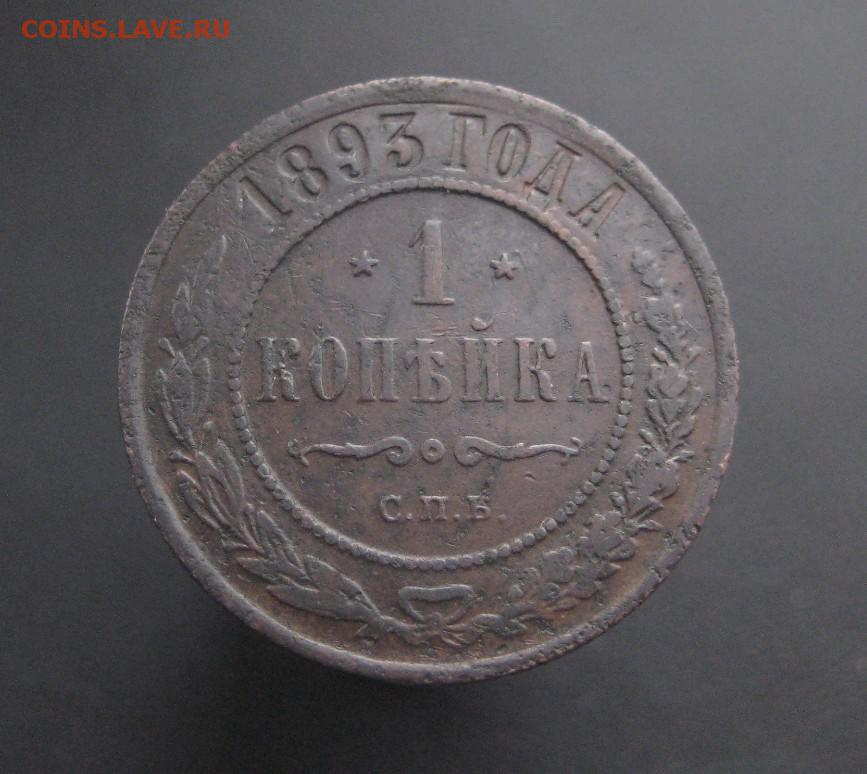 COINS.LAVE.RU
1893 ГОДА
1
КОПѢЙКА
С.П.Б.